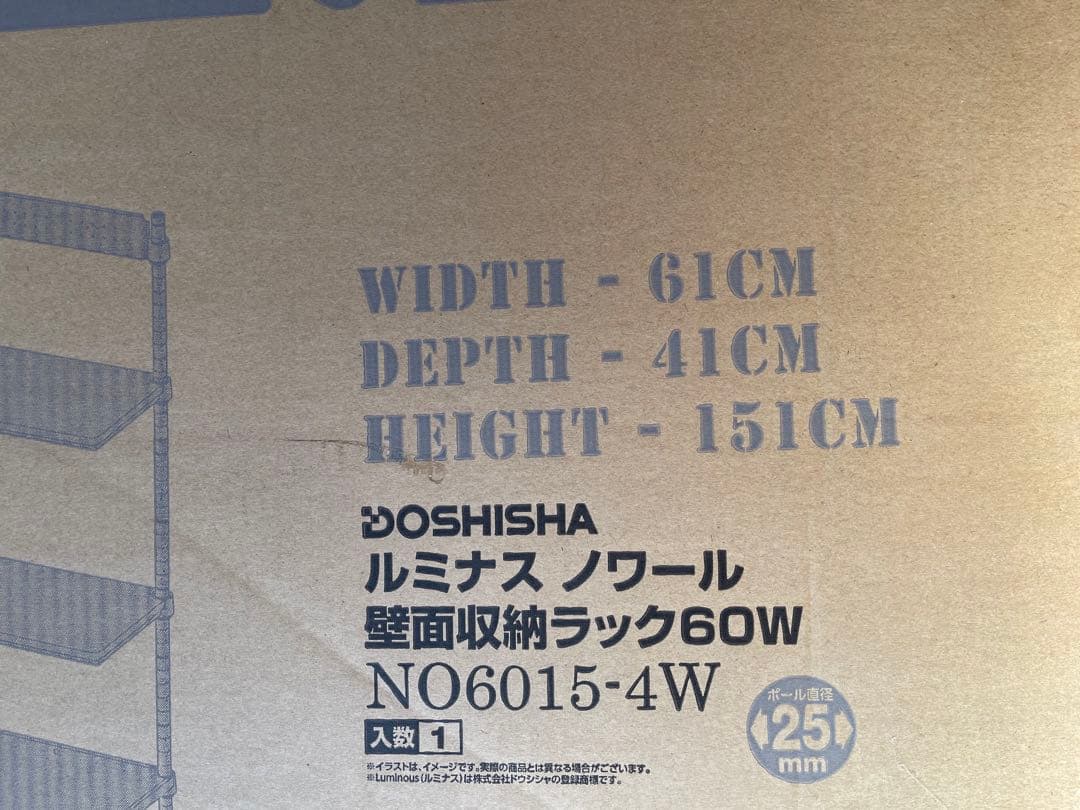 WIDTH - 61CM
DEPTH - 41CM
HEIGHT - 151CM
DOSHISHA
ルミナス ノワール
壁面収納ラック60W
NO6015-4W
入数 1
ポール直径
25
mm
※イラストは、イメージです。実際の商品とは異なる場合がございます。
※Luminous(ルミナス)は株式会社ドウシシャの登録商標です。